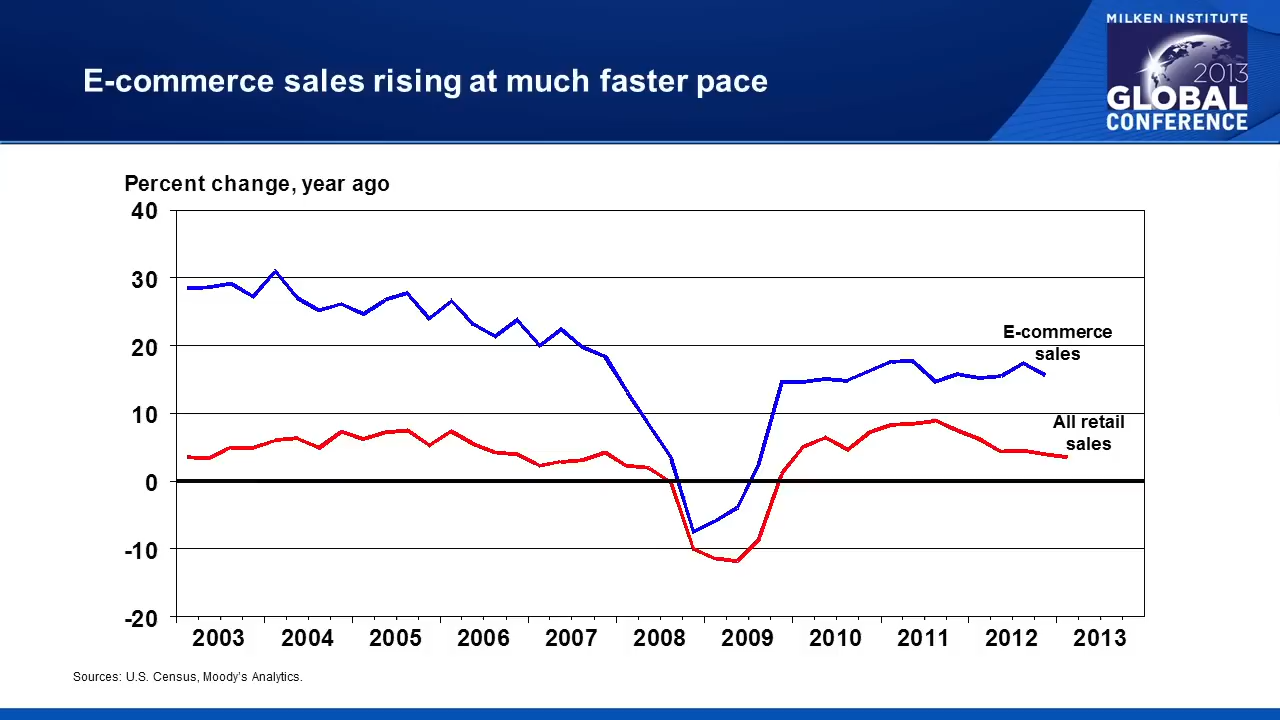 MILKEN INSTITUTE
2013
GLOBAL
CONFERENCE
E-commerce sales rising at much faster pace
Percent change, year ago
40
30
20
10
0
-10
-20
E-commerce
sales
All retail
sales
2003 2004 2005 2006 2007 2008 2009 2010 2011 2012 2013
Sources: U.S. Census, Moody's Analytics.